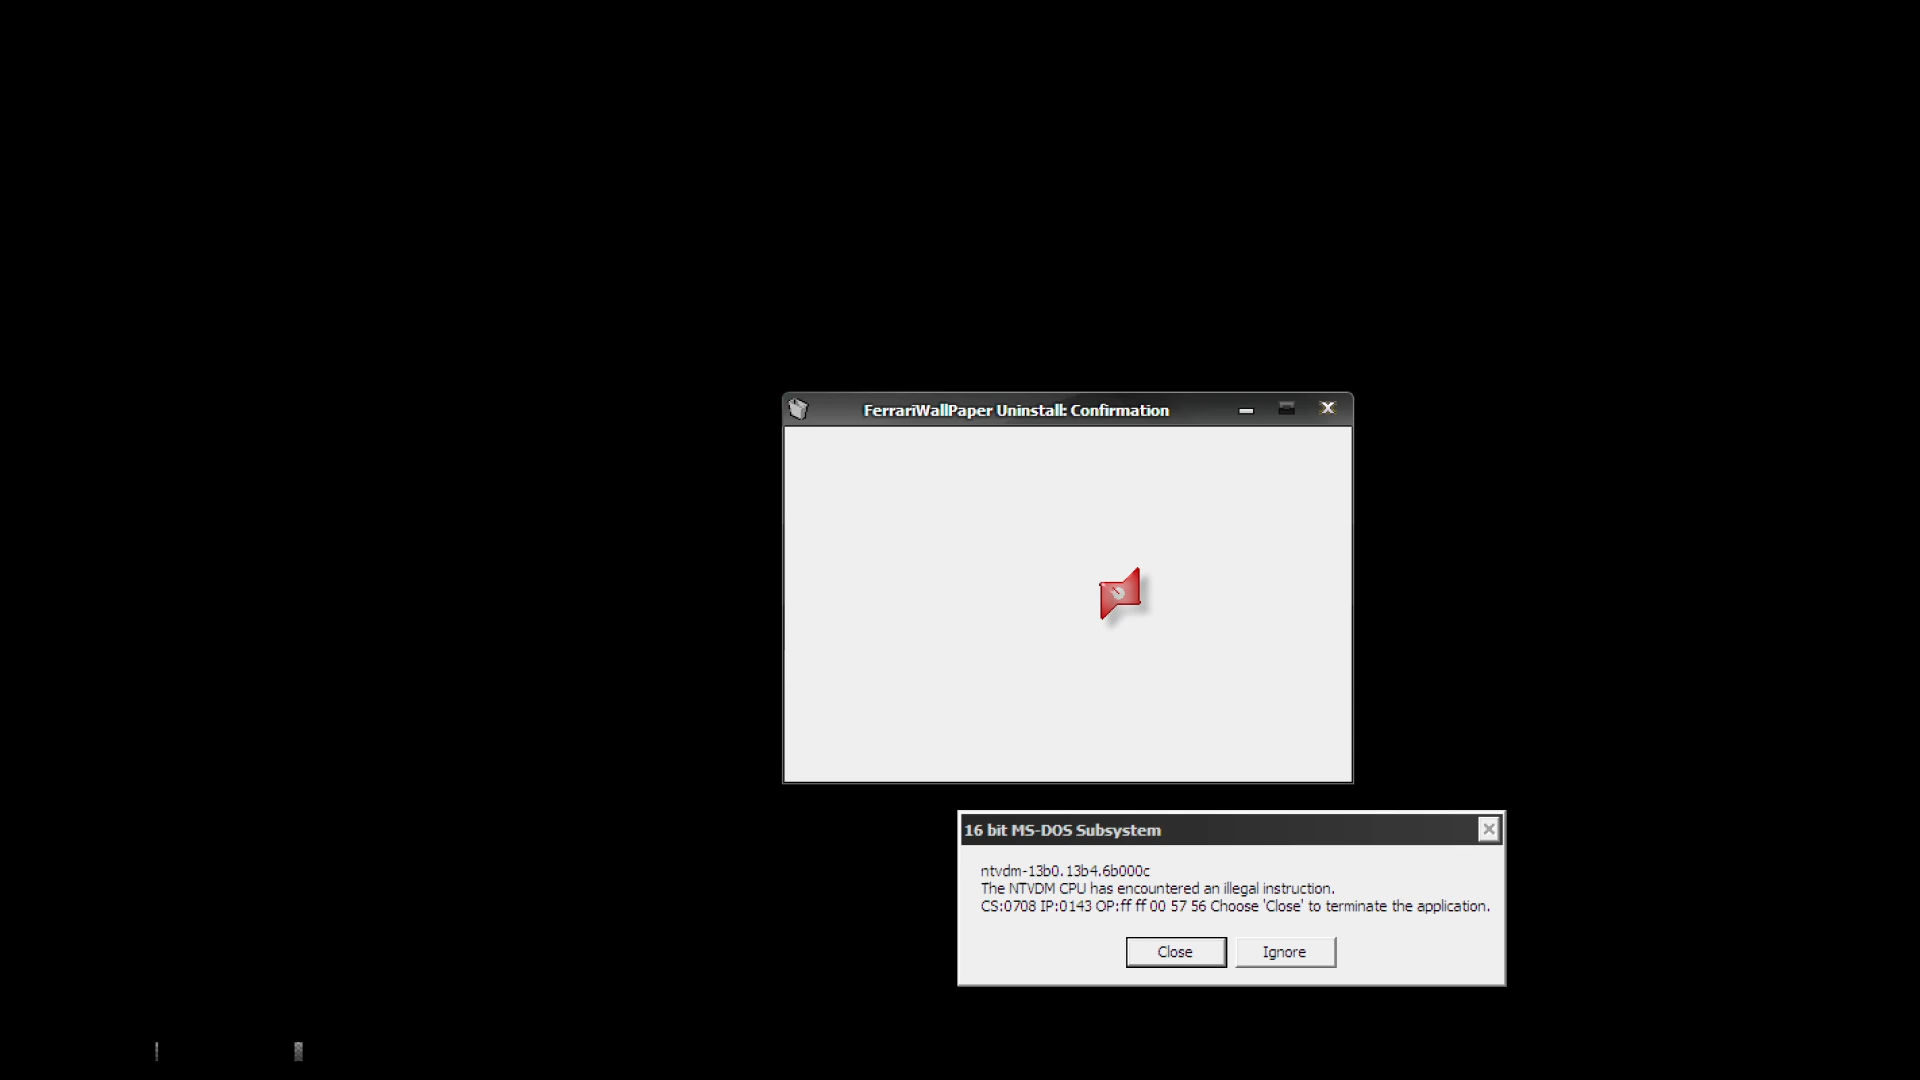 FerrariWallPaper Uninstall: Confirmation
16 bit MS-DOS Subsystem
ntvdm-13b0.13b4.6b000c
The NTVDM CPU has encountered an illegal instruction.
CS:0708 IP:0143 OP:ff ff 00 57 56 Choose 'Close' to terminate the application.
Close
Ignore